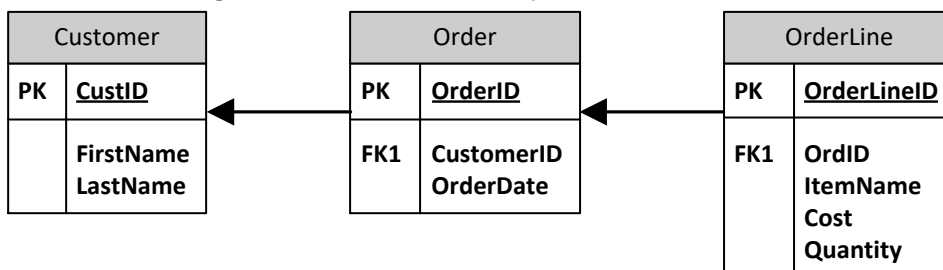 Customer
PK CustID
FirstName
LastName
Order
PK OrderID
FK1 CustomerID
OrderDate
OrderLine
PK OrderLineID
FK1 OrdID
ItemName
Cost
Quantity